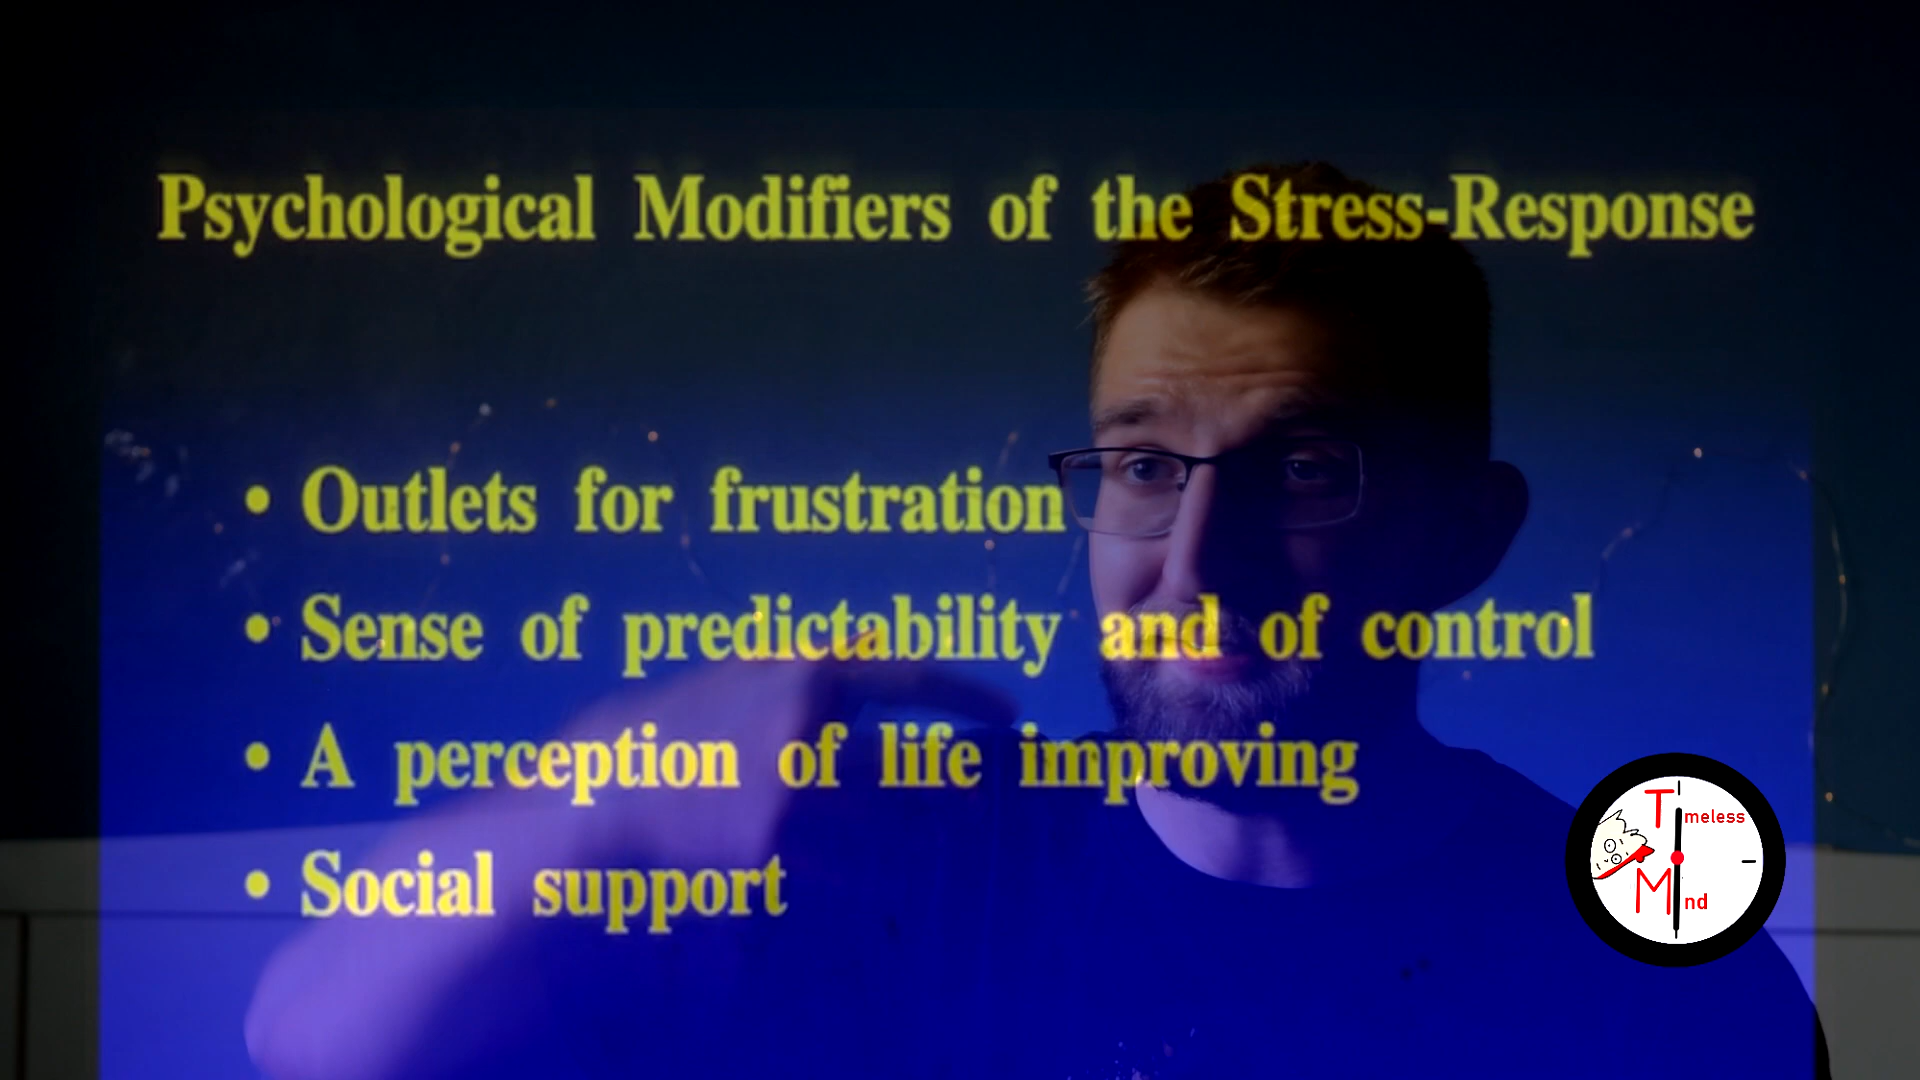 Psychological Modifiers of the Stress-Response
• Outlets for frustration
• Sense of predictability and of control
• A perception of life improving
• Social support
Timeless
Mind